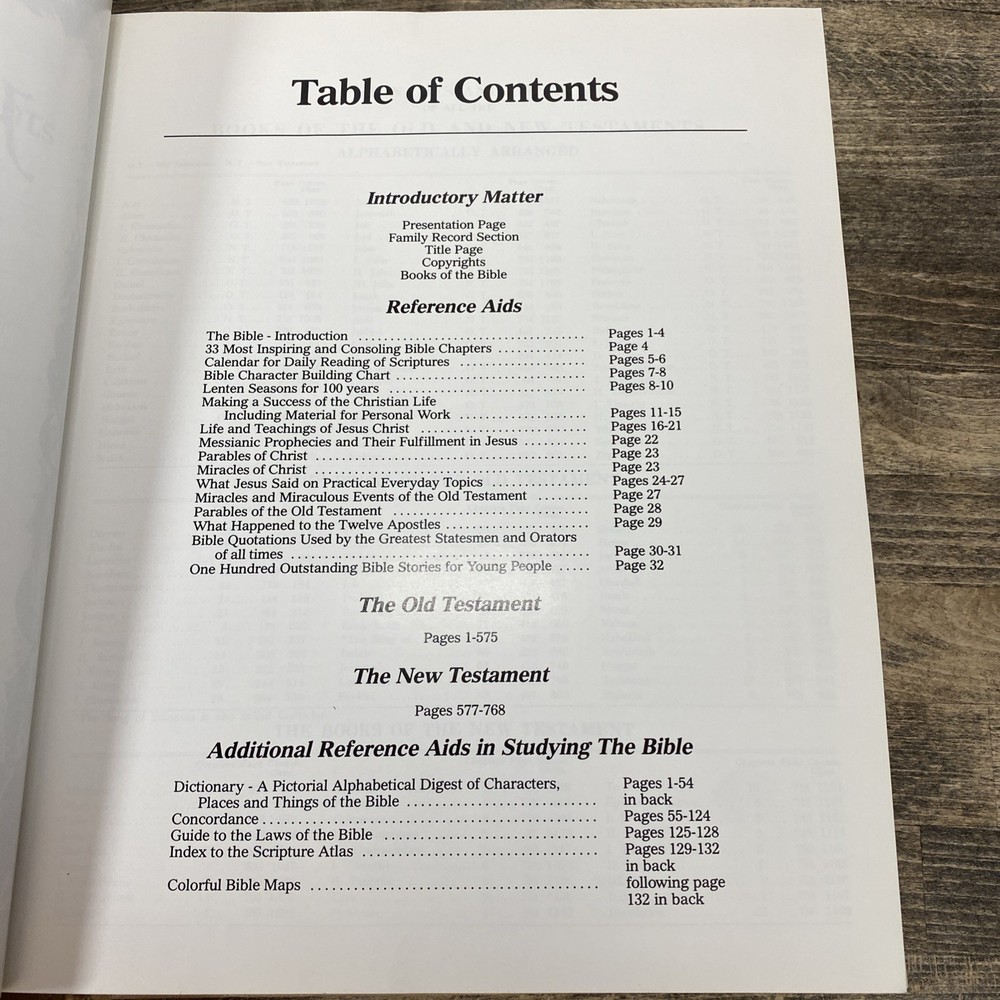 Table of Contents
Introductory Matter
Presentation Page
Family Record Section
Title Page
Copyrights
Books of the Bible
Reference Aids
The Bible - Introduction .................................. Pages 1-4
33 Most Inspiring and Consoling Bible Chapters ............. Page 4
Calendar for Daily Reading of Scriptures ................... Pages 5-6
Bible Character Building Chart ............................. Pages 7-8
Lenten Seasons for 100 years ............................... Pages 8-10
Making a Success of the Christian Life
Including Material for Personal Work ................... Pages 11-15
Life and Teachings of Jesus Christ ......................... Pages 16-21
Messianic Prophecies and Their Fulfillment in Jesus .......... Page 22
Parables of Christ ......................................... Page 23
Miracles of Christ ......................................... Page 23
What Jesus Said on Practical Everyday Topics ............... Pages 24-27
Miracles and Miraculous Events of the Old Testament ........ Page 27
Parables of the Old Testament .............................. Page 28
What Happened to the Twelve Apostles ....................... Page 29
Bible Quotations Used by the Greatest Statesmen and Orators
of all times ........................................... Page 30-31
One Hundred Outstanding Bible Stories for Young People ..... Page 32
The Old Testament
Pages 1-575
The New Testament
Pages 577-768
Additional Reference Aids in Studying The Bible
Dictionary - A Pictorial Alphabetical Digest of Characters, Pages 1-54
Places and Things of the Bible .......................... in back
Concordance ............................................... Pages 55-124
Guide to the Laws of the Bible ............................. Pages 125-128
Index to the Scripture Atlas ............................... Pages 129-132
in back
Colorful Bible Maps ....................................... following page
132 in back